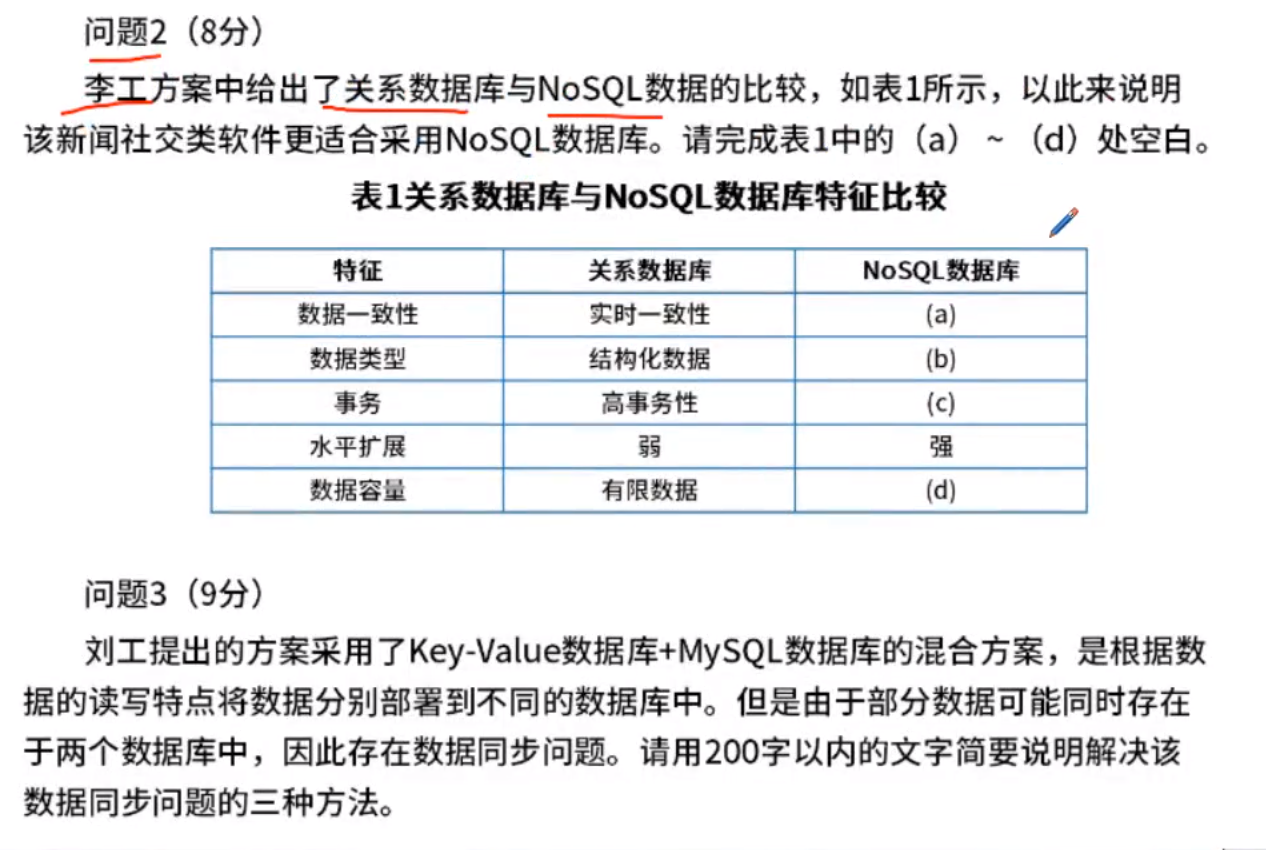 问题2（8分）
李工方案中给出了关系数据库与NoSQL数据的比较，如表1所示，以此来说明
该新闻社交类软件更适合采用NoSQL数据库。请完成表1中的（a）~（d）处空白。
表1关系数据库与NoSQL数据库特征比较
特征 关系数据库 NoSQL数据库
数据一致性 实时一致性 (a)
数据类型 结构化数据 (b)
事务 高事务性 (c)
水平扩展 弱 强
数据容量 有限数据 (d)
问题3（9分）
刘工提出的方案采用了Key-Value数据库+MySQL数据库的混合方案，是根据数
据的读写特点将数据分别部署到不同的数据库中。但是由于部分数据可能同时存在
于两个数据库中，因此存在数据同步问题。请用200字以内的文字简要说明解决该
数据同步问题的三种方法。